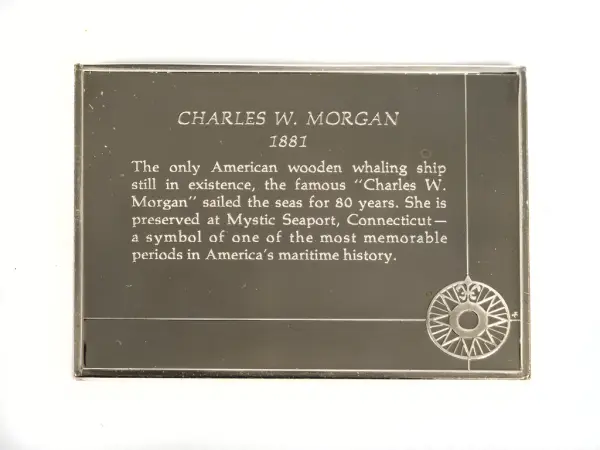 CHARLES W. MORGAN
1881
The only American wooden whaling ship
still in existence, the famous "Charles W.
Morgan" sailed the seas for 80 years. She is
preserved at Mystic Seaport, Connecticut—
a symbol of one of the most memorable
periods in America's maritime history.